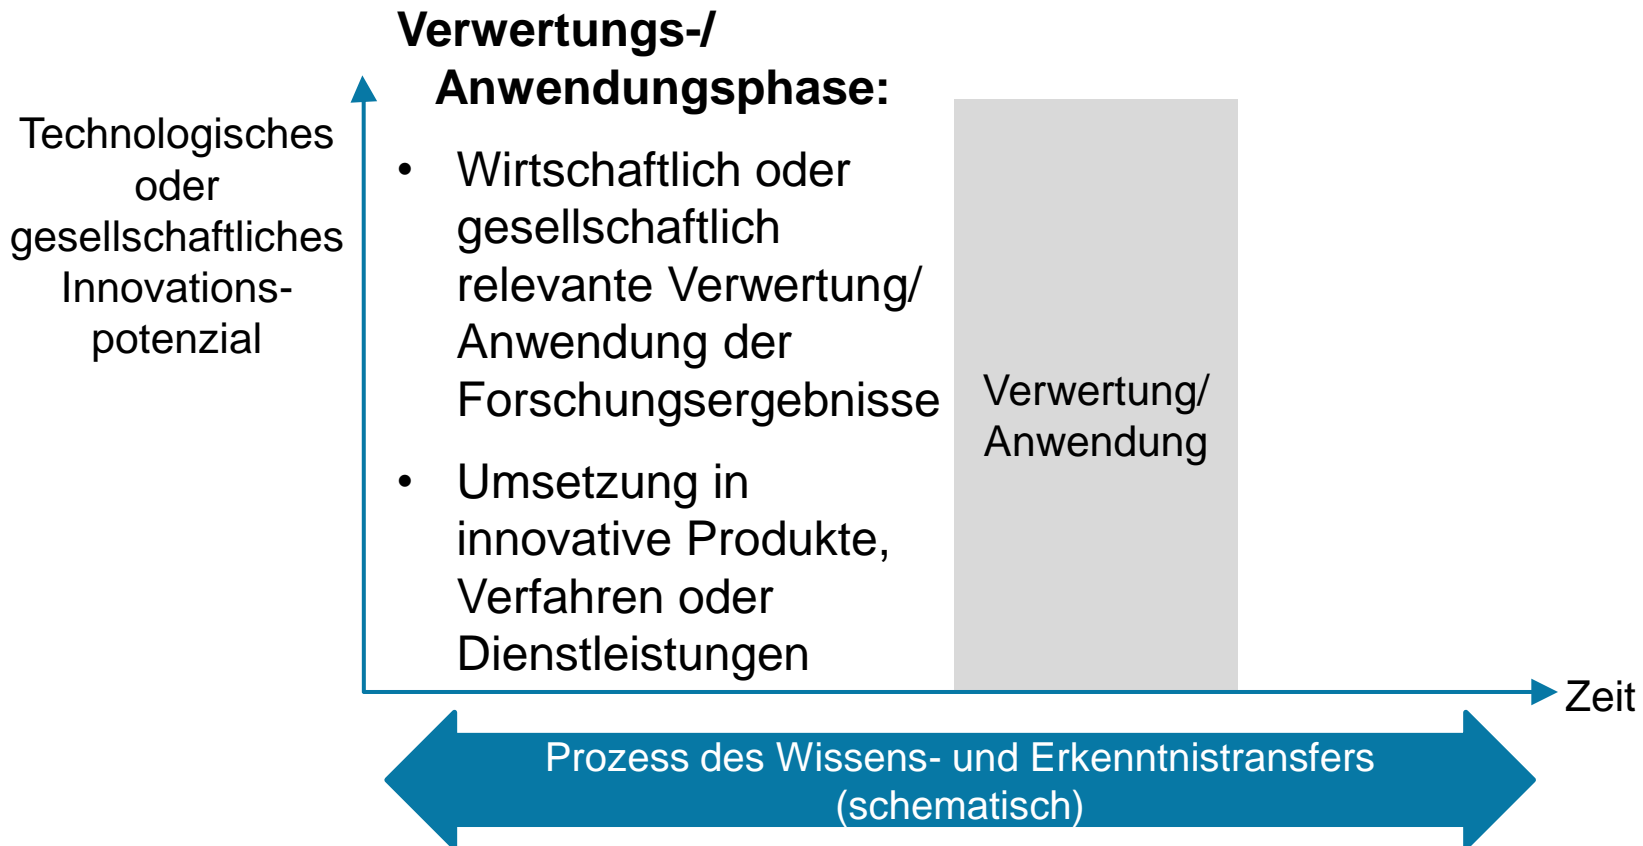 Verwertungs-/
Anwendungsphase:
Technologisches
oder
gesellschaftliches
Innovations-
potenzial
• Wirtschaftlich oder
gesellschaftlich
relevante Verwertung/
Anwendung der
Forschungsergebnisse
• Umsetzung in
innovative Produkte,
Verfahren oder
Dienstleistungen
Verwertung/
Anwendung
Zeit
Prozess des Wissens- und Erkenntnistransfers
(schematisch)